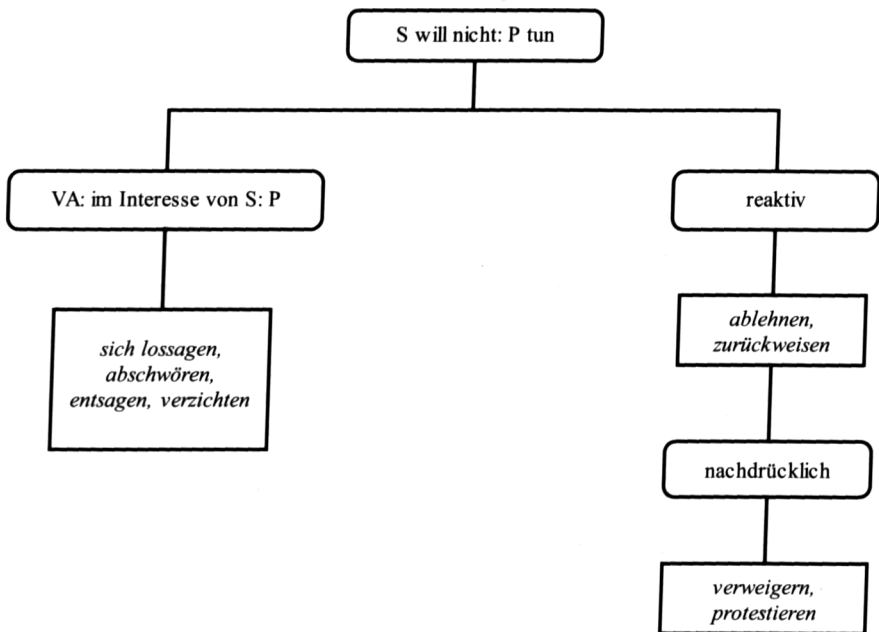 S will nicht: P tun
VA: im Interesse von S: P
reaktiv
sich lossagen,
abschwören,
entsagen, verzichten
ablehnen,
zurückweisen
nachdrücklich
verweigern,
protestieren